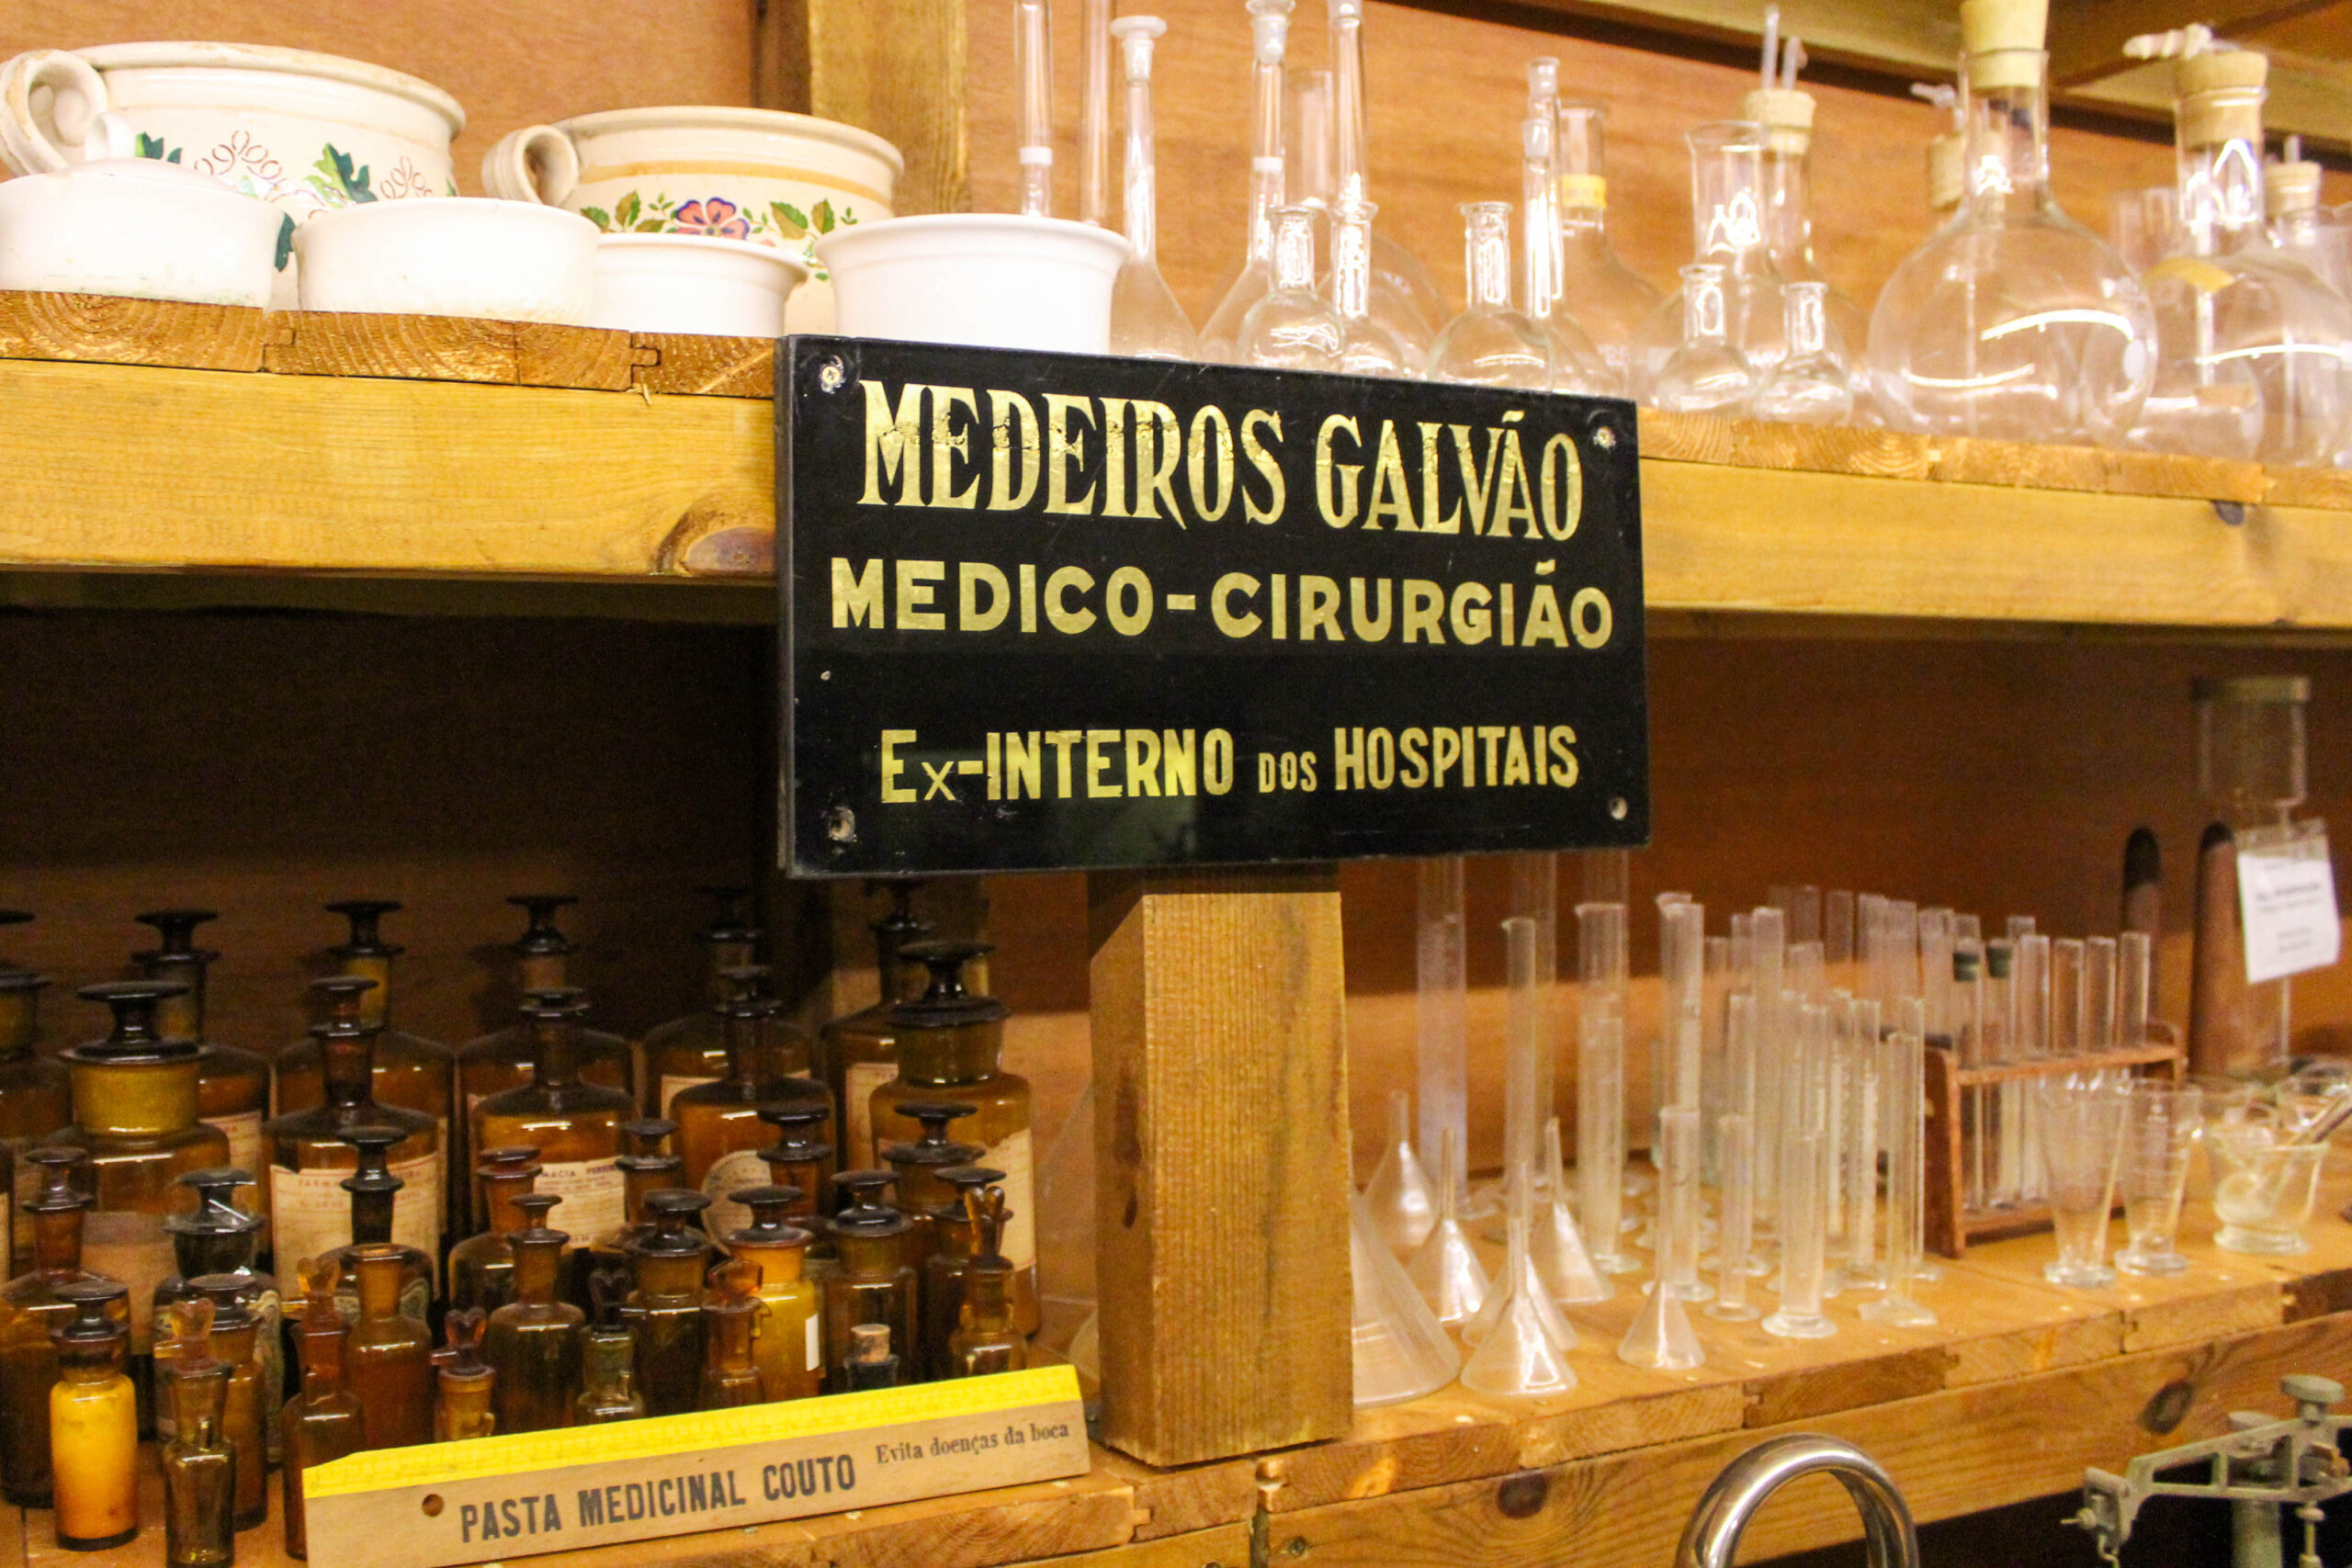 MEDEIROS GALVÃO
MEDICO-CIRURGIÃO
Ex-INTERNO DOS HOSPITAIS
PASTA MEDICINAL COUTO
Evita doenças da boca